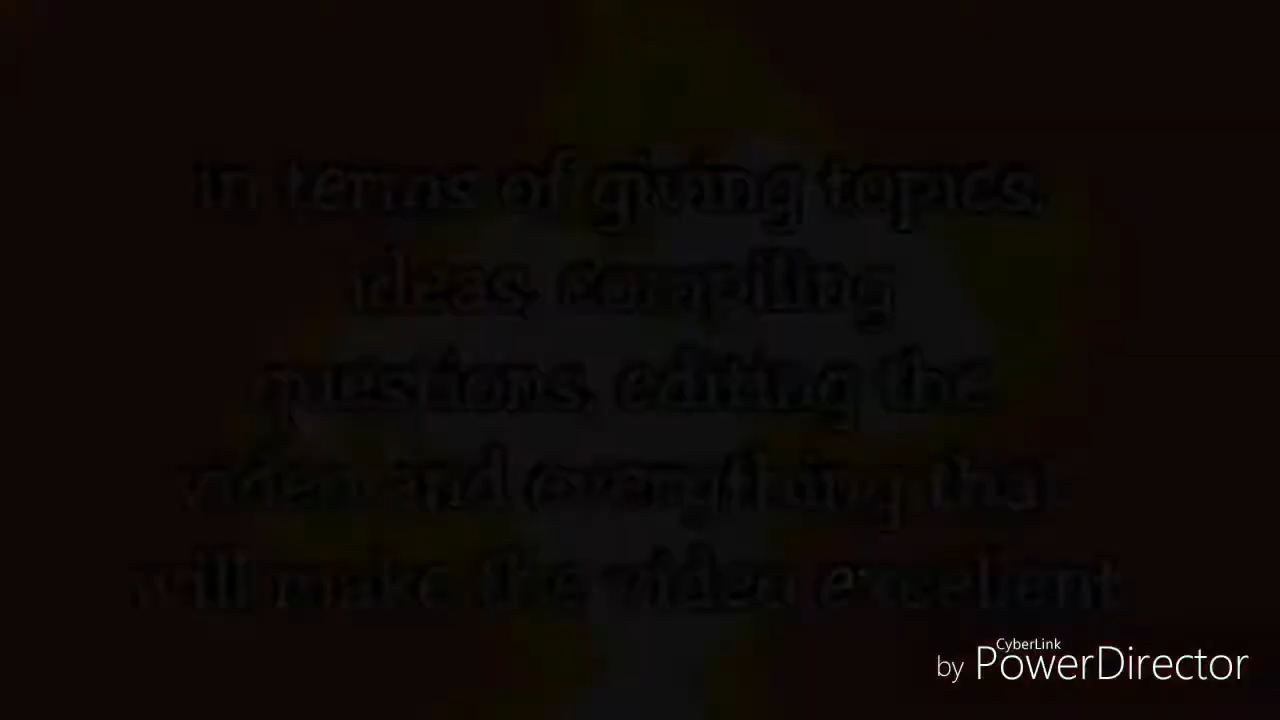 in terms of giving topics,
ideas, compiling
questions, editing the
video and everything that
will make the video excellent
CyberLink
by PowerDirector